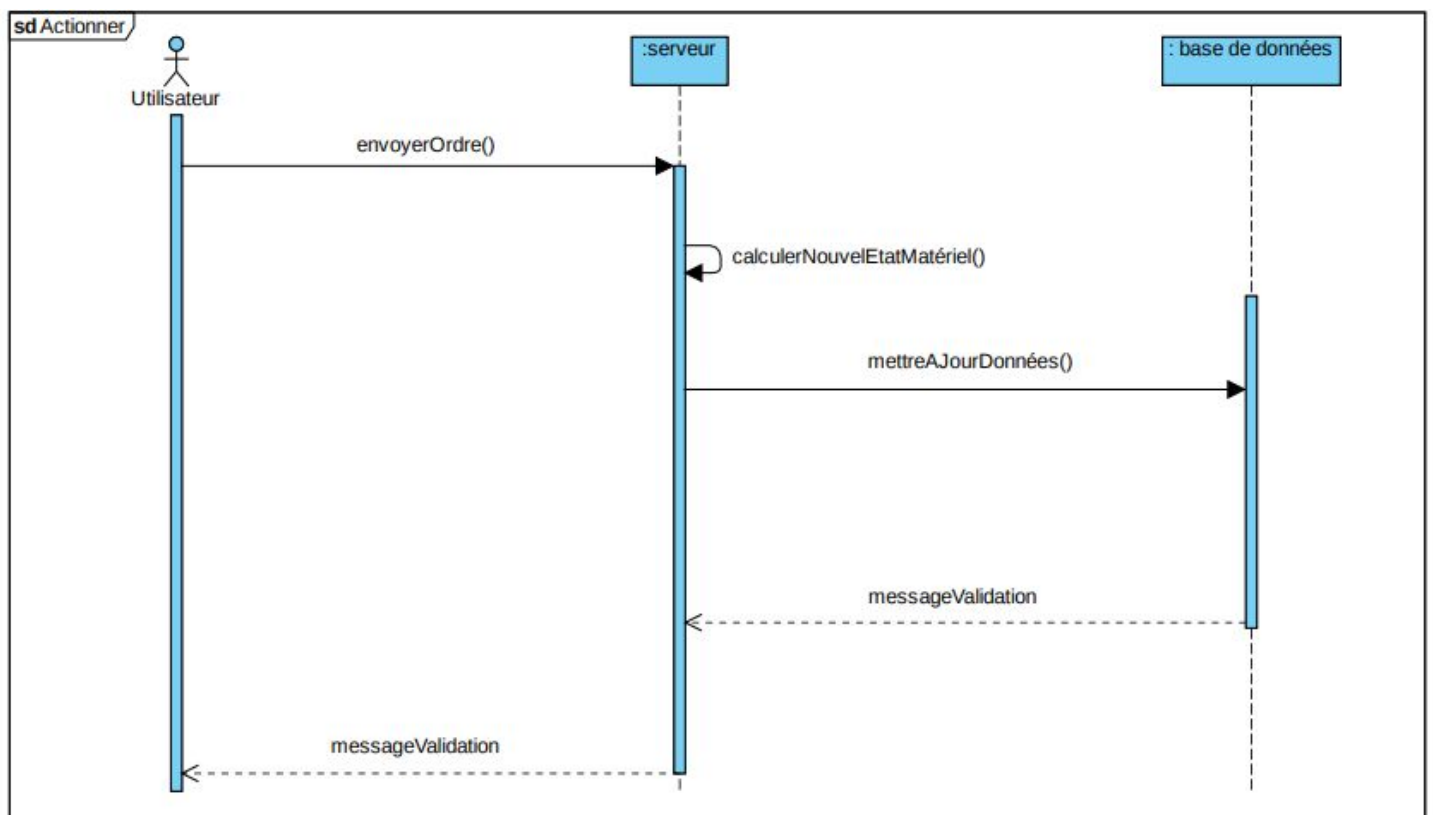 sd Actionner
Utilisateur
:serveur
: base de données
envoyerOrdre()
calculerNouvelEtatMatériel()
mettreAJourDonnées()
messageValidation
messageValidation